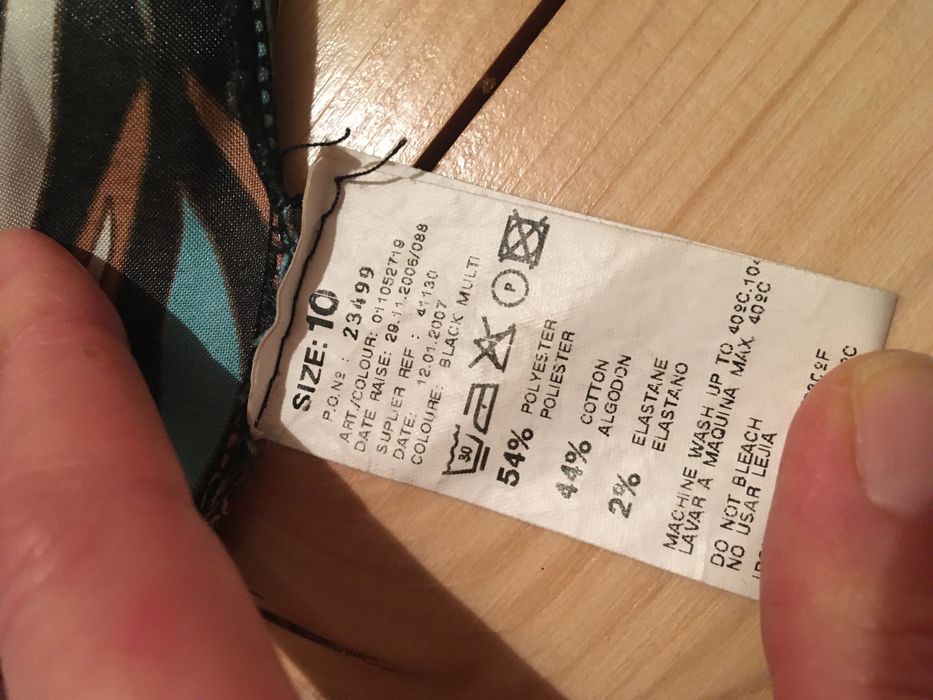 SIZE: 10
P.O.Nº : 23499
ART./COLOUR: 011052719
DATE RAISE: 29.11.2006/088
SUPLIER REF : 41130
DATE: 12.01.2007
COLOURE: BLACK MULTI
30 P
54% POLYESTER
POLIESTER
44% COTTON
ALGODON
2% ELASTANE
ELASTANO
MACHINE WASH UP TO 40ºC.
LAVAR A MAQUINA MAX. 40ºC
DO NOT BLEACH
NO USAR LEJIA